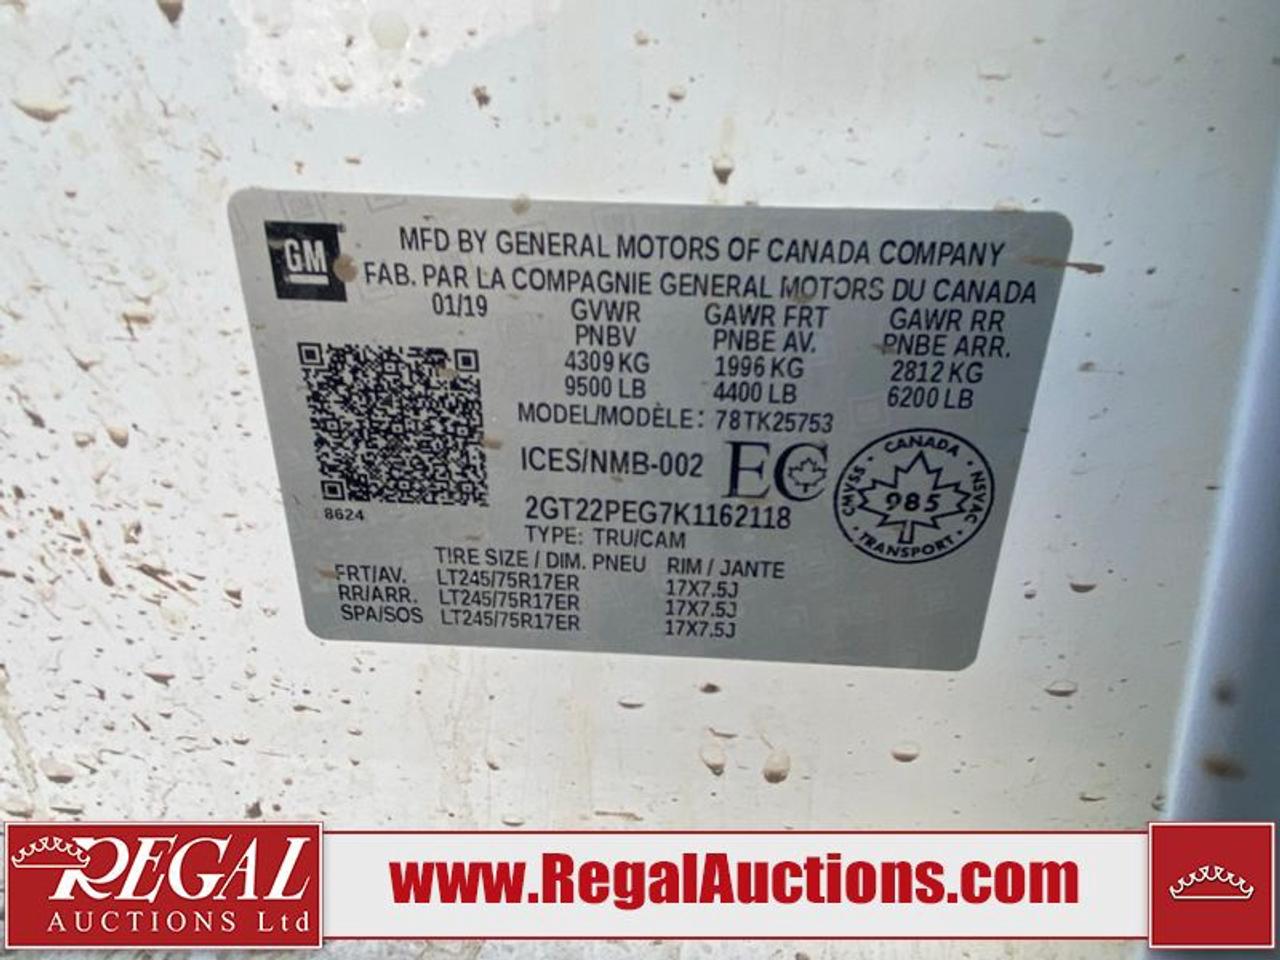 GM
MFD BY GENERAL MOTORS OF CANADA COMPANY
FAB. PAR LA COMPAGNIE GENERAL MOTORS DU CANADA
01/19 GVWR GAWR FRT GAWR RR
PNBV PNBE AV. PNBE ARR.
4309 KG 1996 KG 2812 KG
9500 LB 4400 LB 6200 LB
MODEL/MODÈLE: 78TK25753
ICES/NMB-002 EC
CANADA
CMVSS 985 NSVAC
TRANSPORT
8624
2GT22PEG7K1162118
TYPE: TRU/CAM
TIRE SIZE / DIM. PNEU RIM / JANTE
FRT/AV. LT245/75R17ER 17X7.5J
RR/ARR. LT245/75R17ER 17X7.5J
SPA/SOS LT245/75R17ER 17X7.5J
REGAL
AUCTIONS Ltd
www.RegalAuctions.com